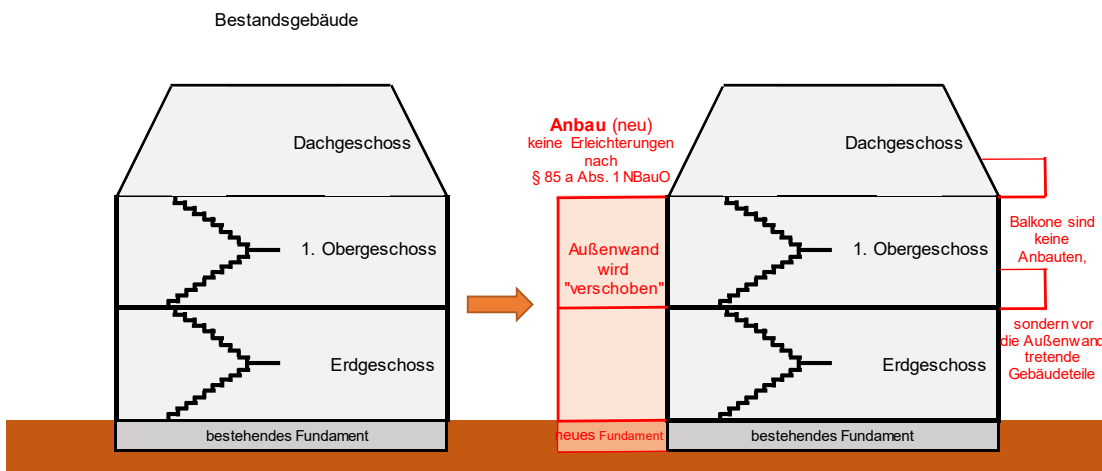 Bestandsgebäude
Dachgeschoss
1. Obergeschoss
Erdgeschoss
bestehendes Fundament
Anbau (neu)
keine Erleichterungen
nach
§ 85 a Abs. 1 NBauO
Außenwand
wird
"verschoben"
neues Fundament
Dachgeschoss
1. Obergeschoss
Erdgeschoss
bestehendes Fundament
Balkone sind
keine
Anbauten,
sondern vor
die Außenwand
tretende
Gebäudeteile